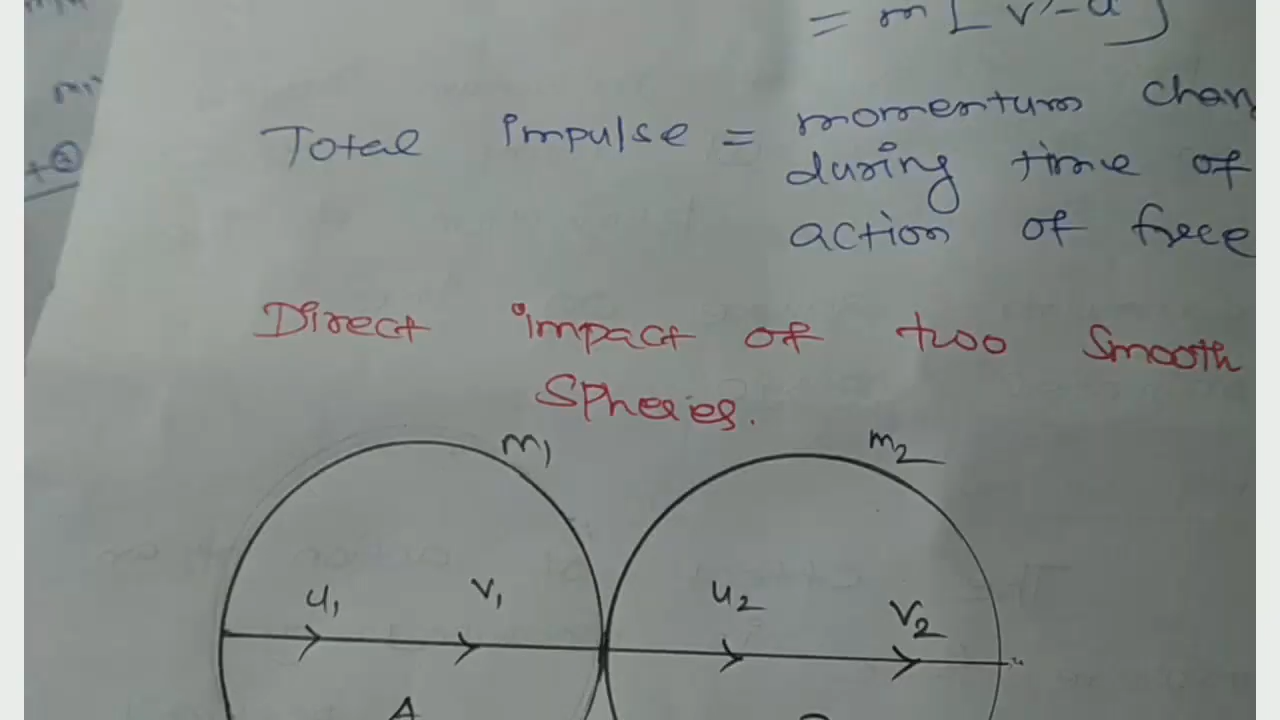 = m [ v - u ]
Total impulse = momentum chan
during time of
action of free
Direct impact of two Smooth
Spheres.
m1 m2
u1 v1 u2 v2
A